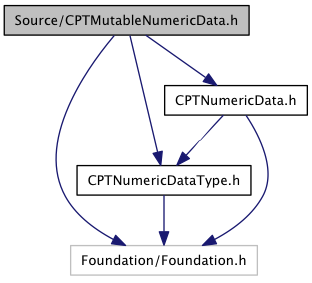 Source/CPTMutableNumericData.h
CPTNumericData.h
CPTNumericDataType.h
Foundation/Foundation.h